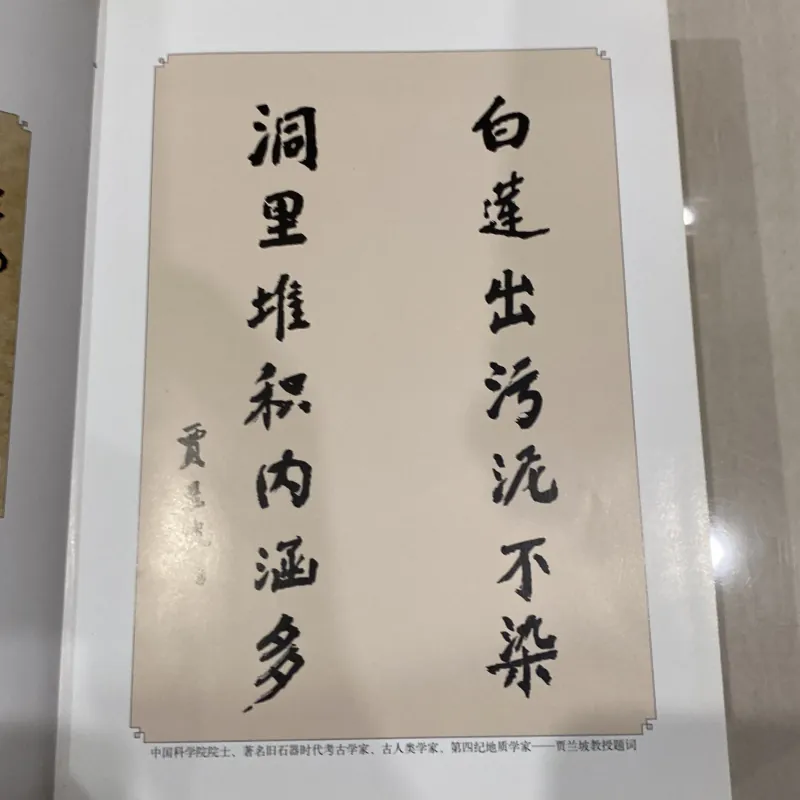 白莲出污泥不染
洞里堆积内涵多
贾兰坡
中国科学院院士、著名旧石器时代考古学家、古人类学家、第四纪地质学家——贾兰坡教授题词